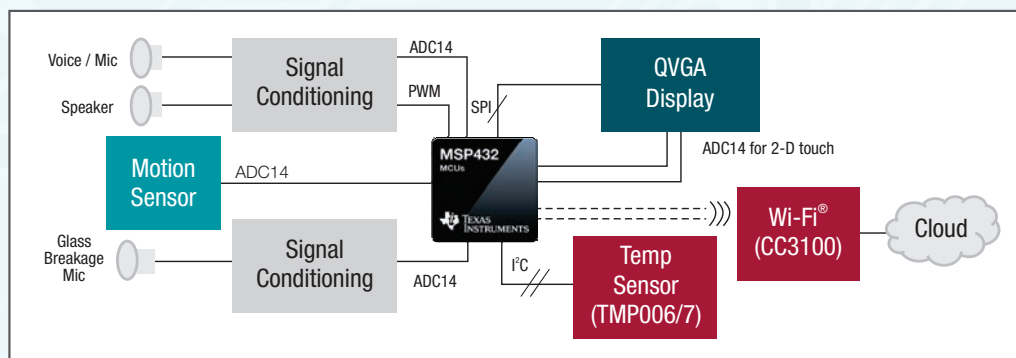 Voice / Mic
Speaker
Signal
Conditioning
ADC14
PWM
SPI
QVGA
Display
ADC14 for 2-D touch
Motion
Sensor
ADC14
MSP432
MCUs
TEXAS
INSTRUMENTS
Wi-Fi®
(CC3100)
Cloud
Glass
Breakage
Mic
Signal
Conditioning
ADC14
I²C
Temp
Sensor
(TMP006/7)